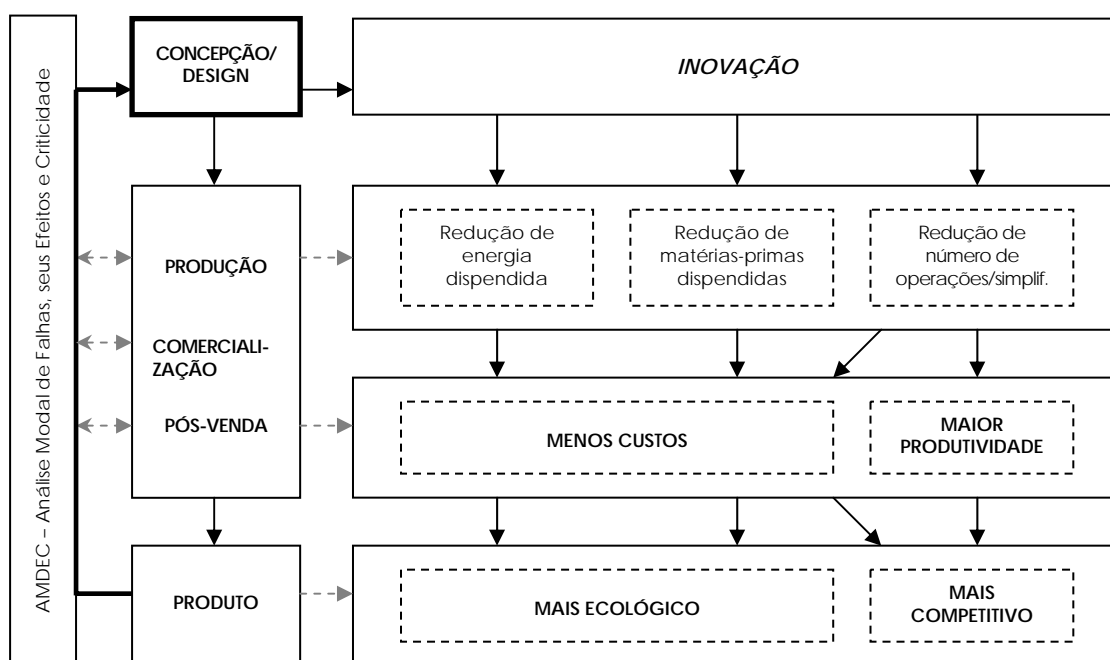 AMDEC – Análise Modal de Falhas, seus Efeitos e Criticidade
CONCEPÇÃO/
DESIGN
INOVAÇÃO
PRODUÇÃO
COMERCIALI-
ZAÇÃO
PÓS-VENDA
Redução de
energia
dispendida
Redução de
matérias-primas
dispendidas
Redução de
número de
operações/simplif.
MENOS CUSTOS
MAIOR
PRODUTIVIDADE
PRODUTO
MAIS ECOLÓGICO
MAIS
COMPETITIVO